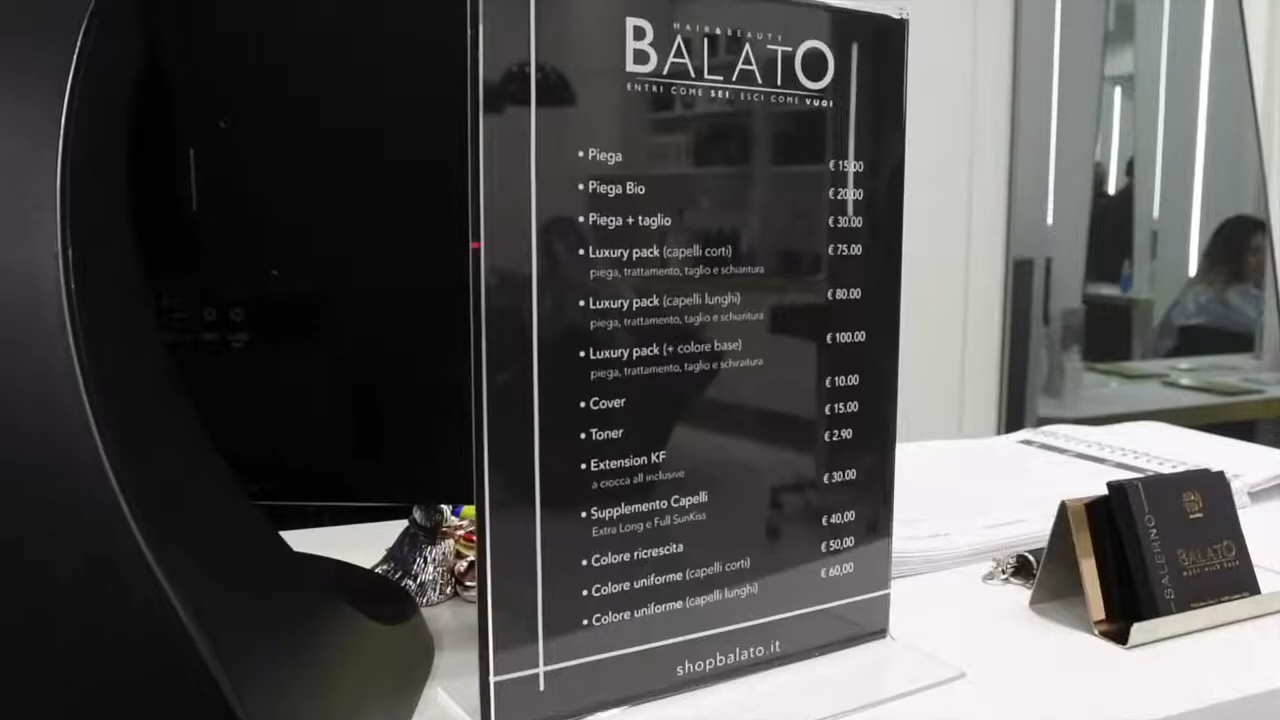 HAIR&BEAUTY
BALATO
ENTRI COME SEI, ESCI COME VUOI
• Piega € 15.00
• Piega Bio € 20.00
• Piega + taglio € 30.00
• Luxury pack (capelli corti) € 75.00
piega, trattamento, taglio e schiaritura
• Luxury pack (capelli lunghi) € 80.00
piega, trattamento, taglio e schiaritura
• Luxury pack (+ colore base) € 100.00
piega, trattamento, taglio e schiaritura
• Cover € 10.00
• Toner € 15.00
• Extension KF € 2.90
a ciocca all inclusive
• Supplemento Capelli € 30.00
Extra Long e Full SunKiss
• Colore ricrescita € 40,00
• Colore uniforme (capelli corti) € 50,00
• Colore uniforme (capelli lunghi) € 60,00
shopbalato.it
SALERNO
BALATO